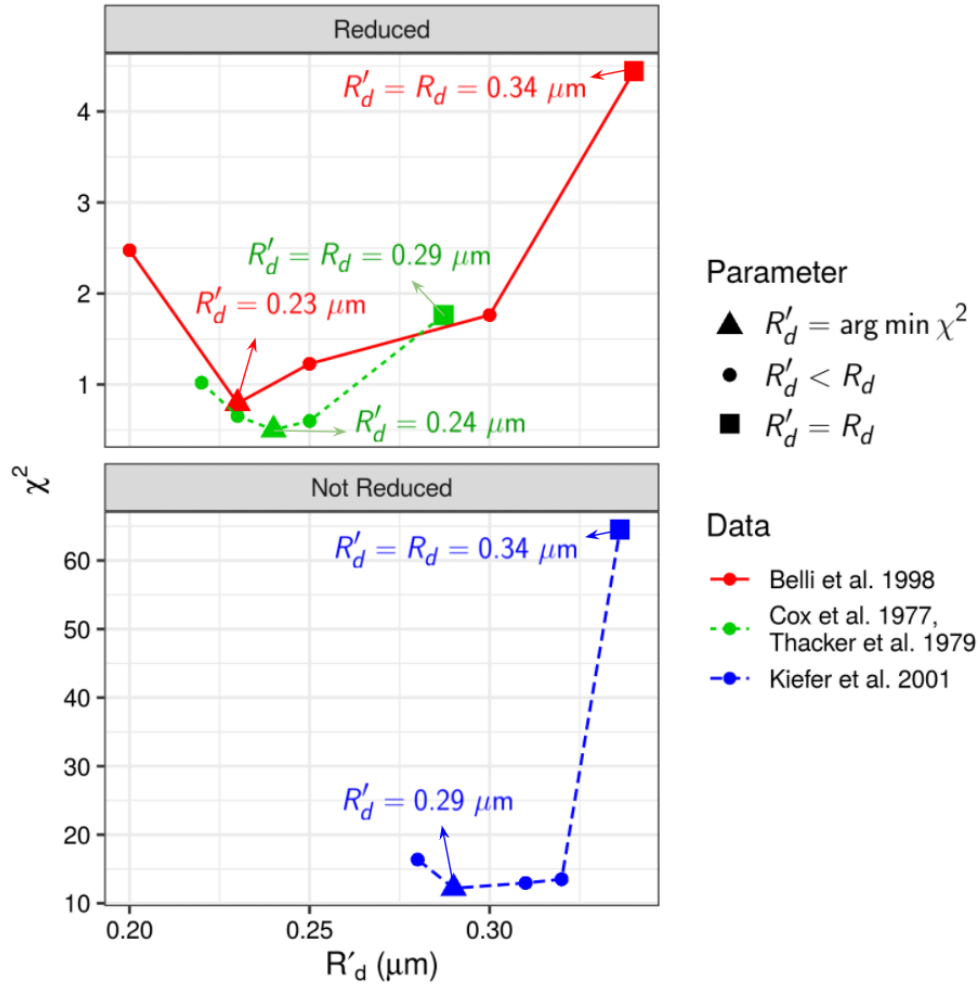 Reduced
R′d = Rd = 0.34 μm
R′d = Rd = 0.29 μm
R′d = 0.23 μm
R′d = 0.24 μm
4
3
2
1
χ²
Not Reduced
R′d = Rd = 0.34 μm
R′d = 0.29 μm
60
50
40
30
20
10
0.20
0.25
0.30
R′d (μm)
Parameter
R′d = arg min χ²
R′d < Rd
R′d = Rd
Data
Belli et al. 1998
Cox et al. 1977,
Thacker et al. 1979
Kiefer et al. 2001